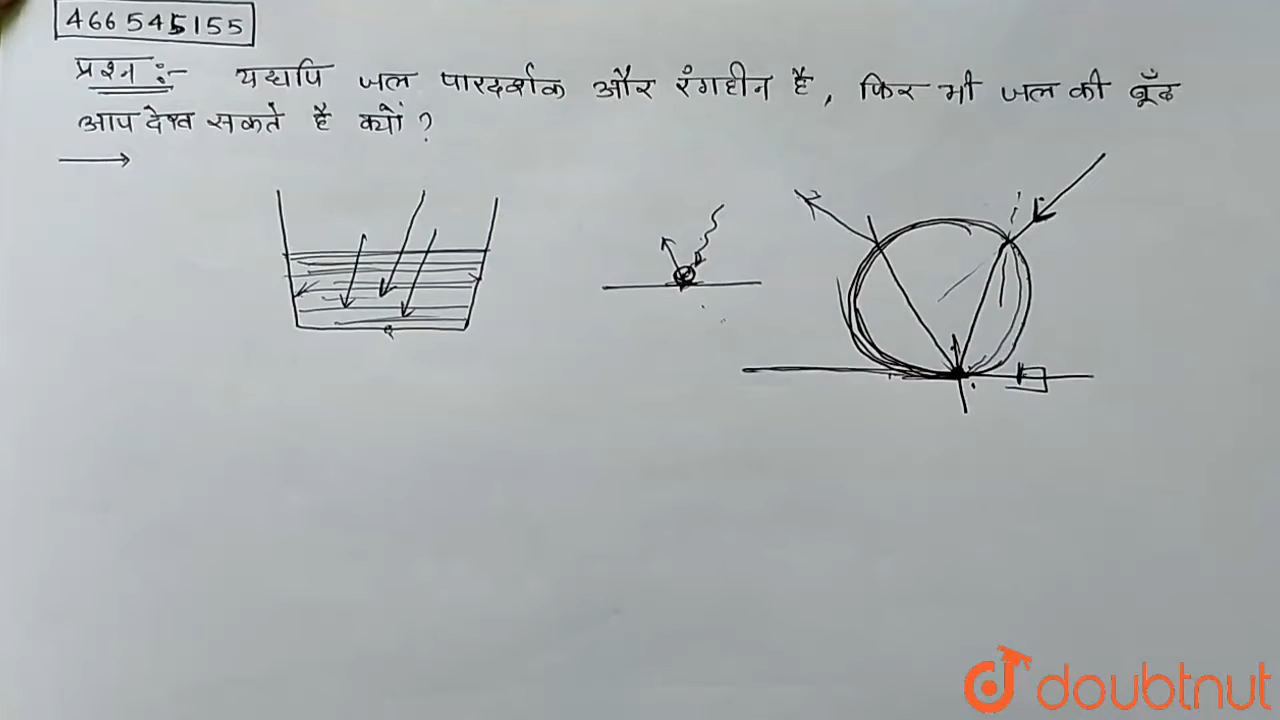 466545155
प्रश्न :- यद्यपि जल पारदर्शक और रंगहीन है, फिर भी जल की बूँद
आप देख सकते है क्यों ?
doubtnut